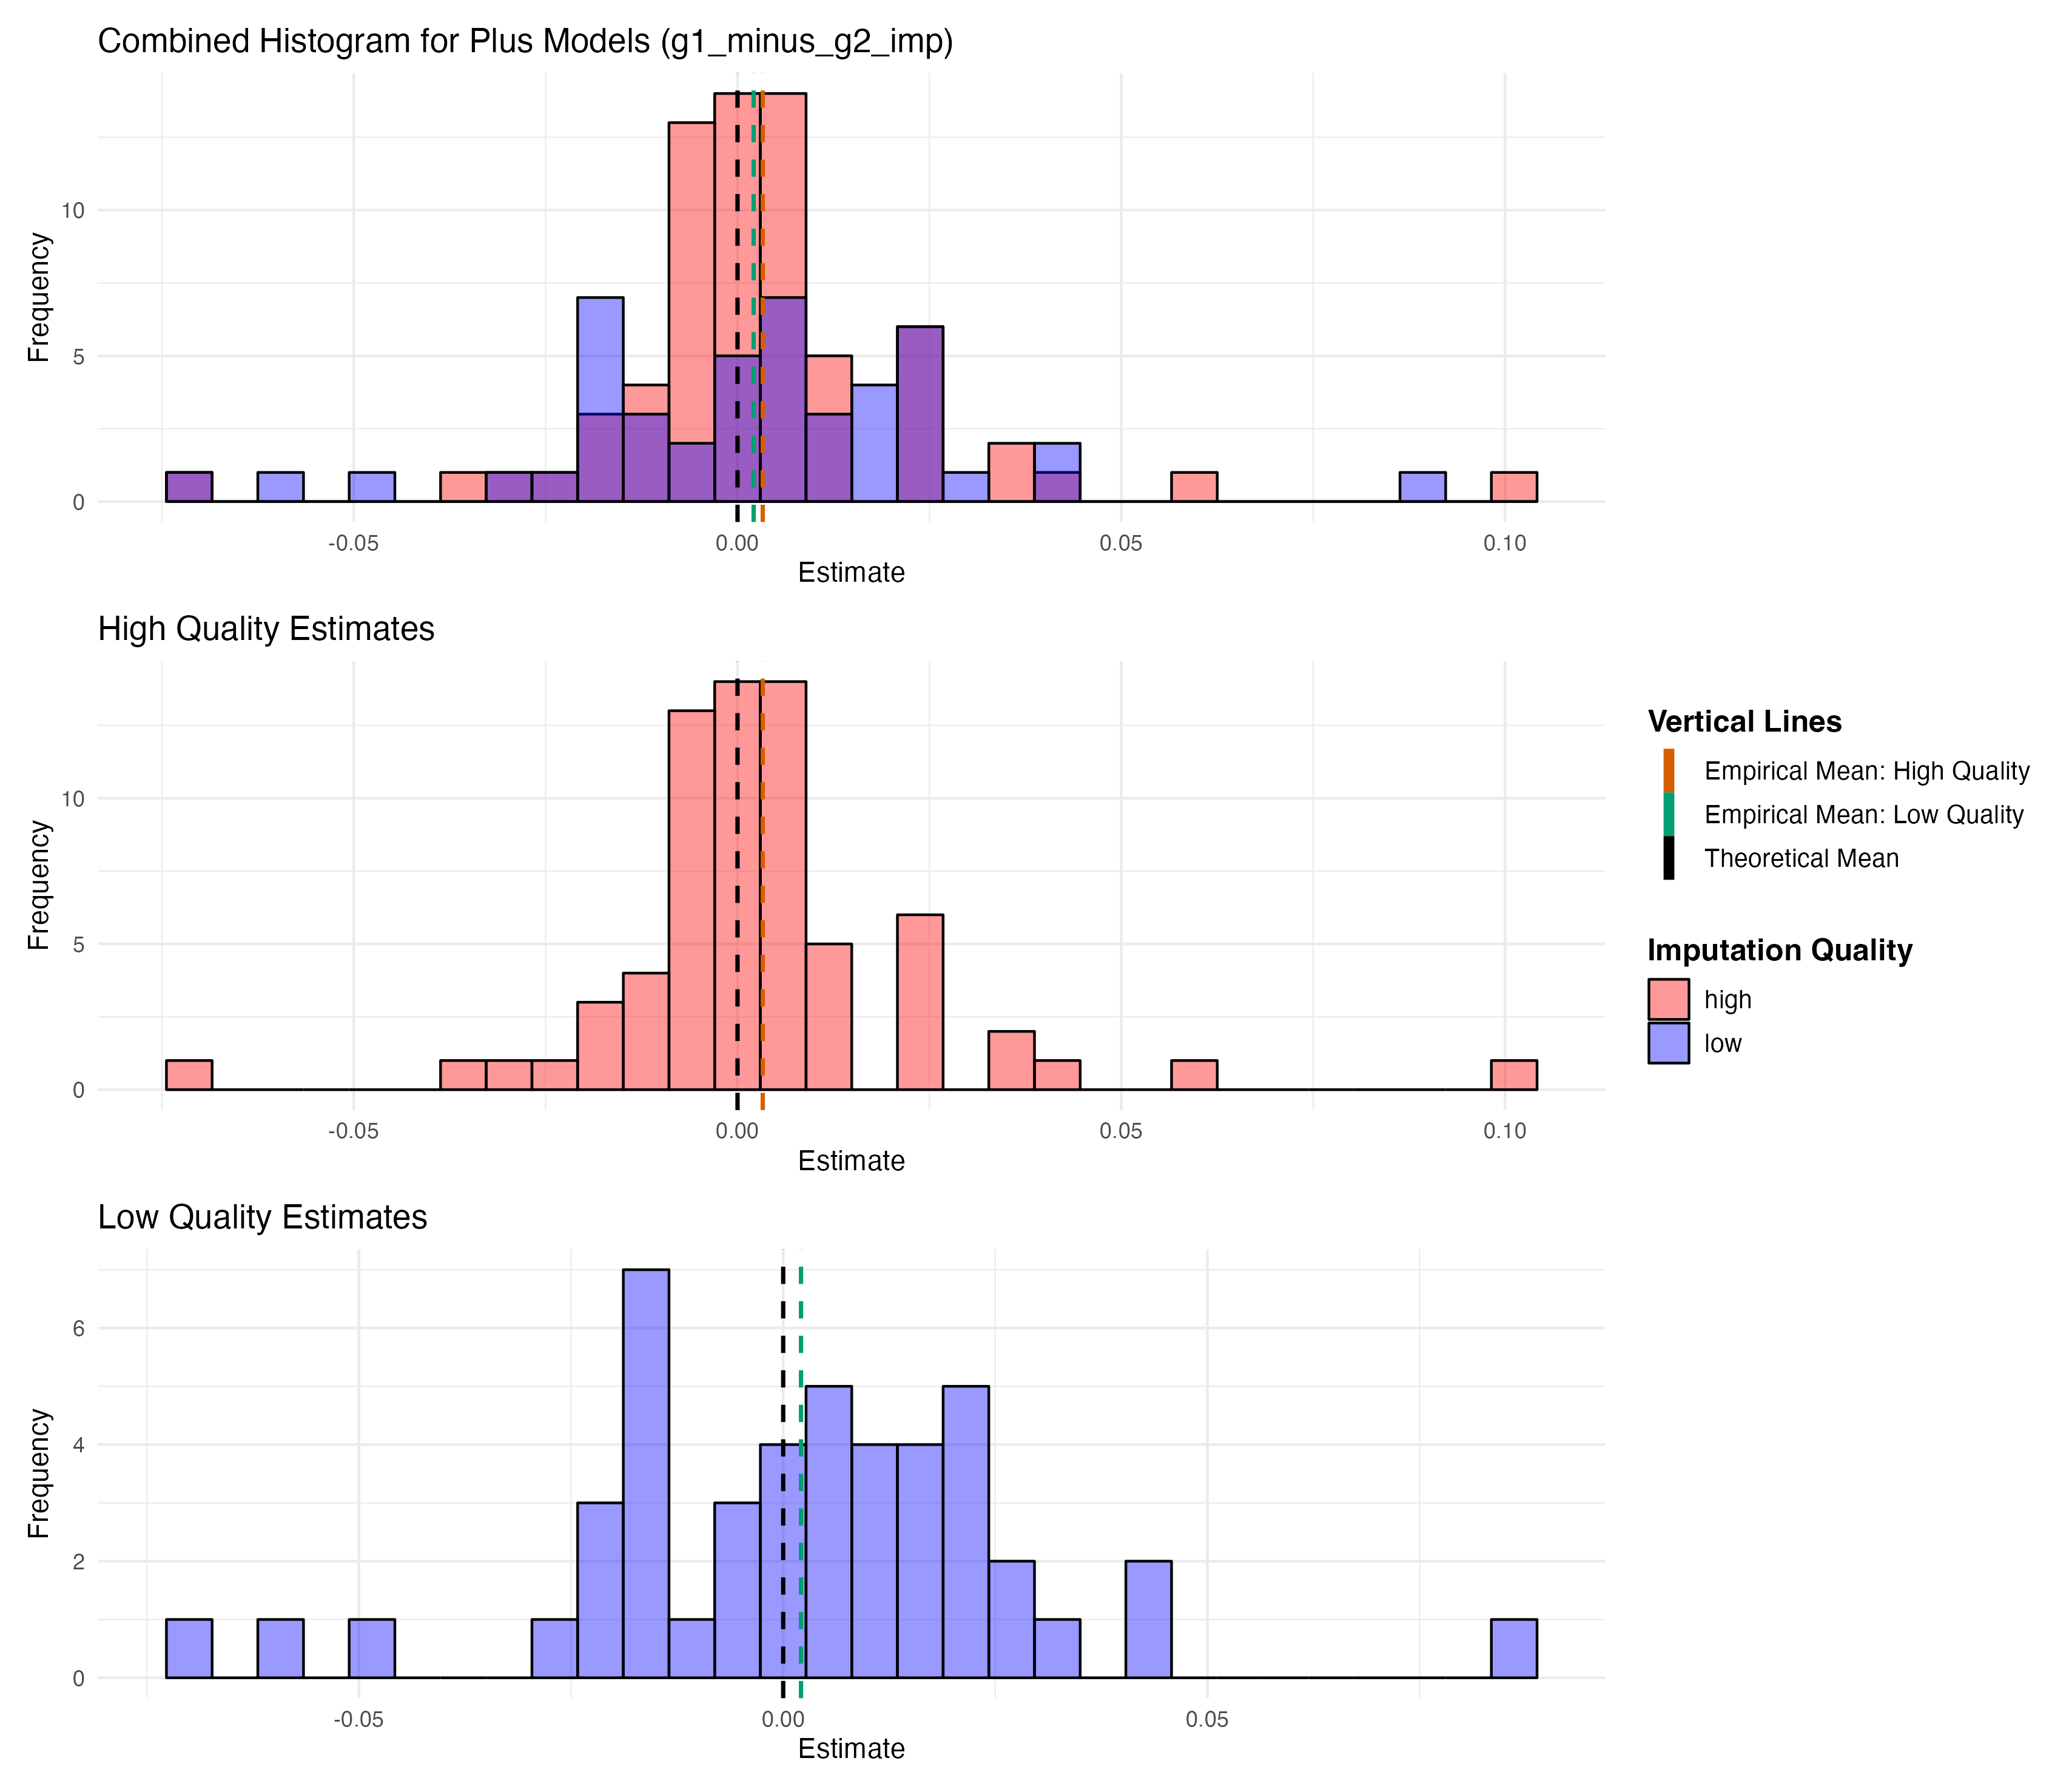 Combined Histogram for Plus Models (g1_minus_g2_imp)
Frequency
10
5
0
-0.05
0.00
0.05
0.10
Estimate
High Quality Estimates
Frequency
10
5
0
-0.05
0.00
0.05
0.10
Estimate
Low Quality Estimates
Frequency
6
4
2
0
-0.05
0.00
0.05
Estimate
Vertical Lines
Empirical Mean: High Quality
Empirical Mean: Low Quality
Theoretical Mean
Imputation Quality
high
low